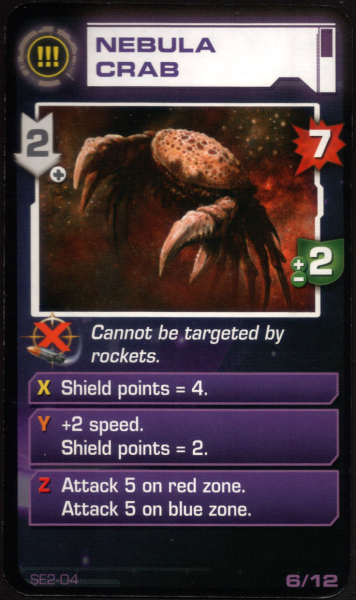 !!!
NEBULA
CRAB
2
+
7
+
-
2
Cannot be targeted by
rockets.
X Shield points = 4.
Y +2 speed.
Shield points = 2.
Z Attack 5 on red zone.
Attack 5 on blue zone.
SE2-04
6/12